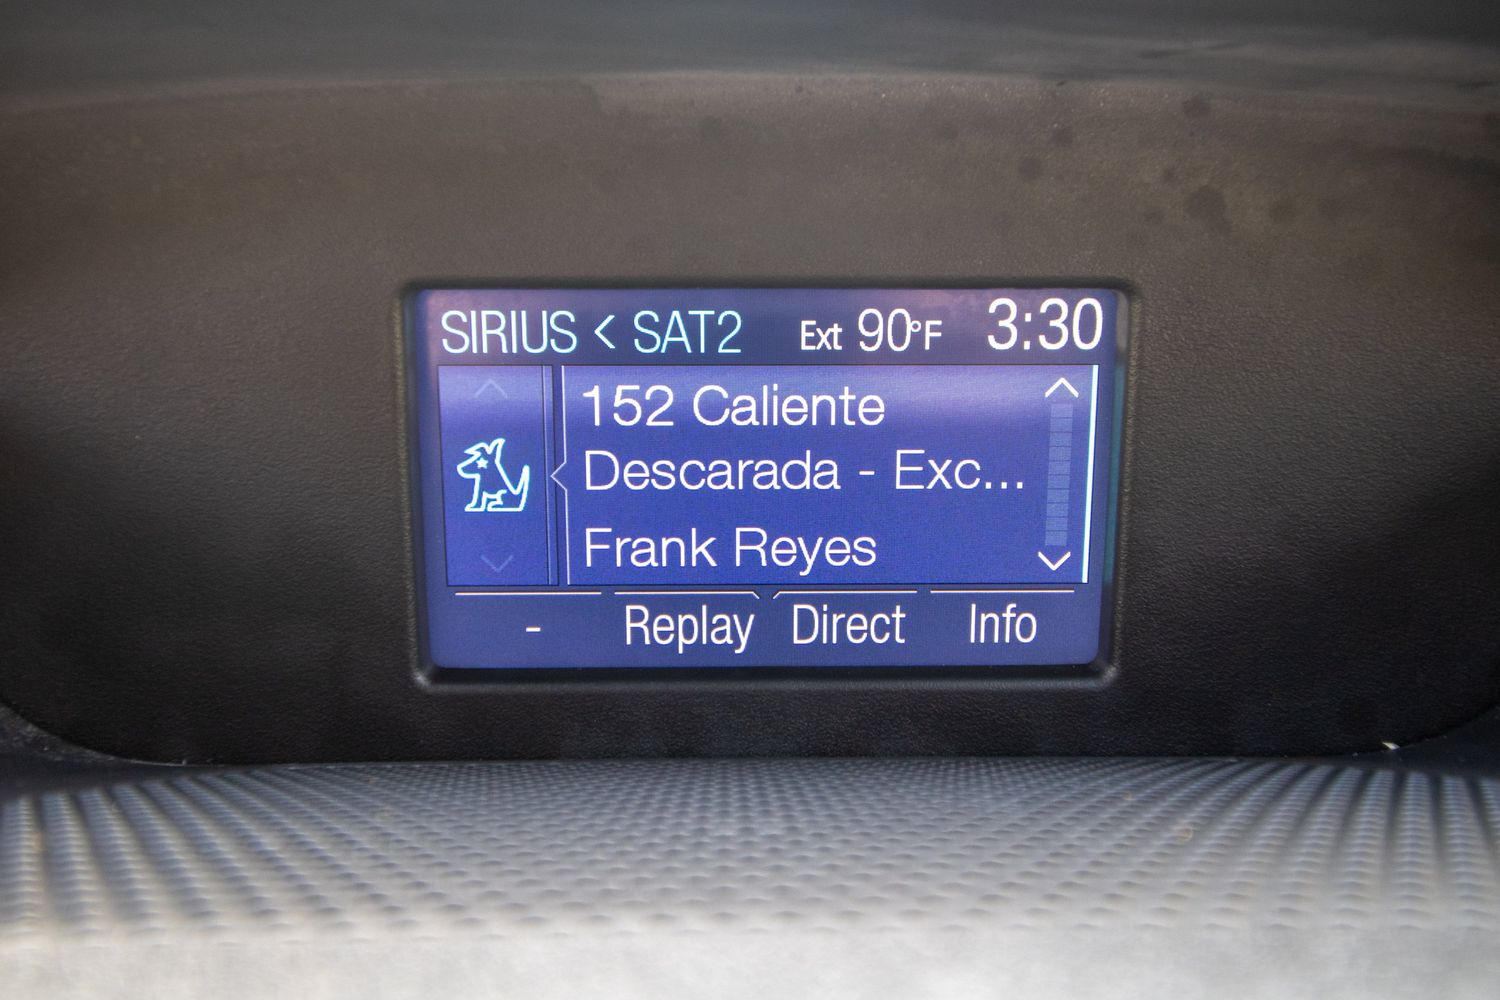 SIRIUS < SAT2 Ext 90°F 3:30
152 Caliente
Descarada - Exc...
Frank Reyes
- Replay Direct Info